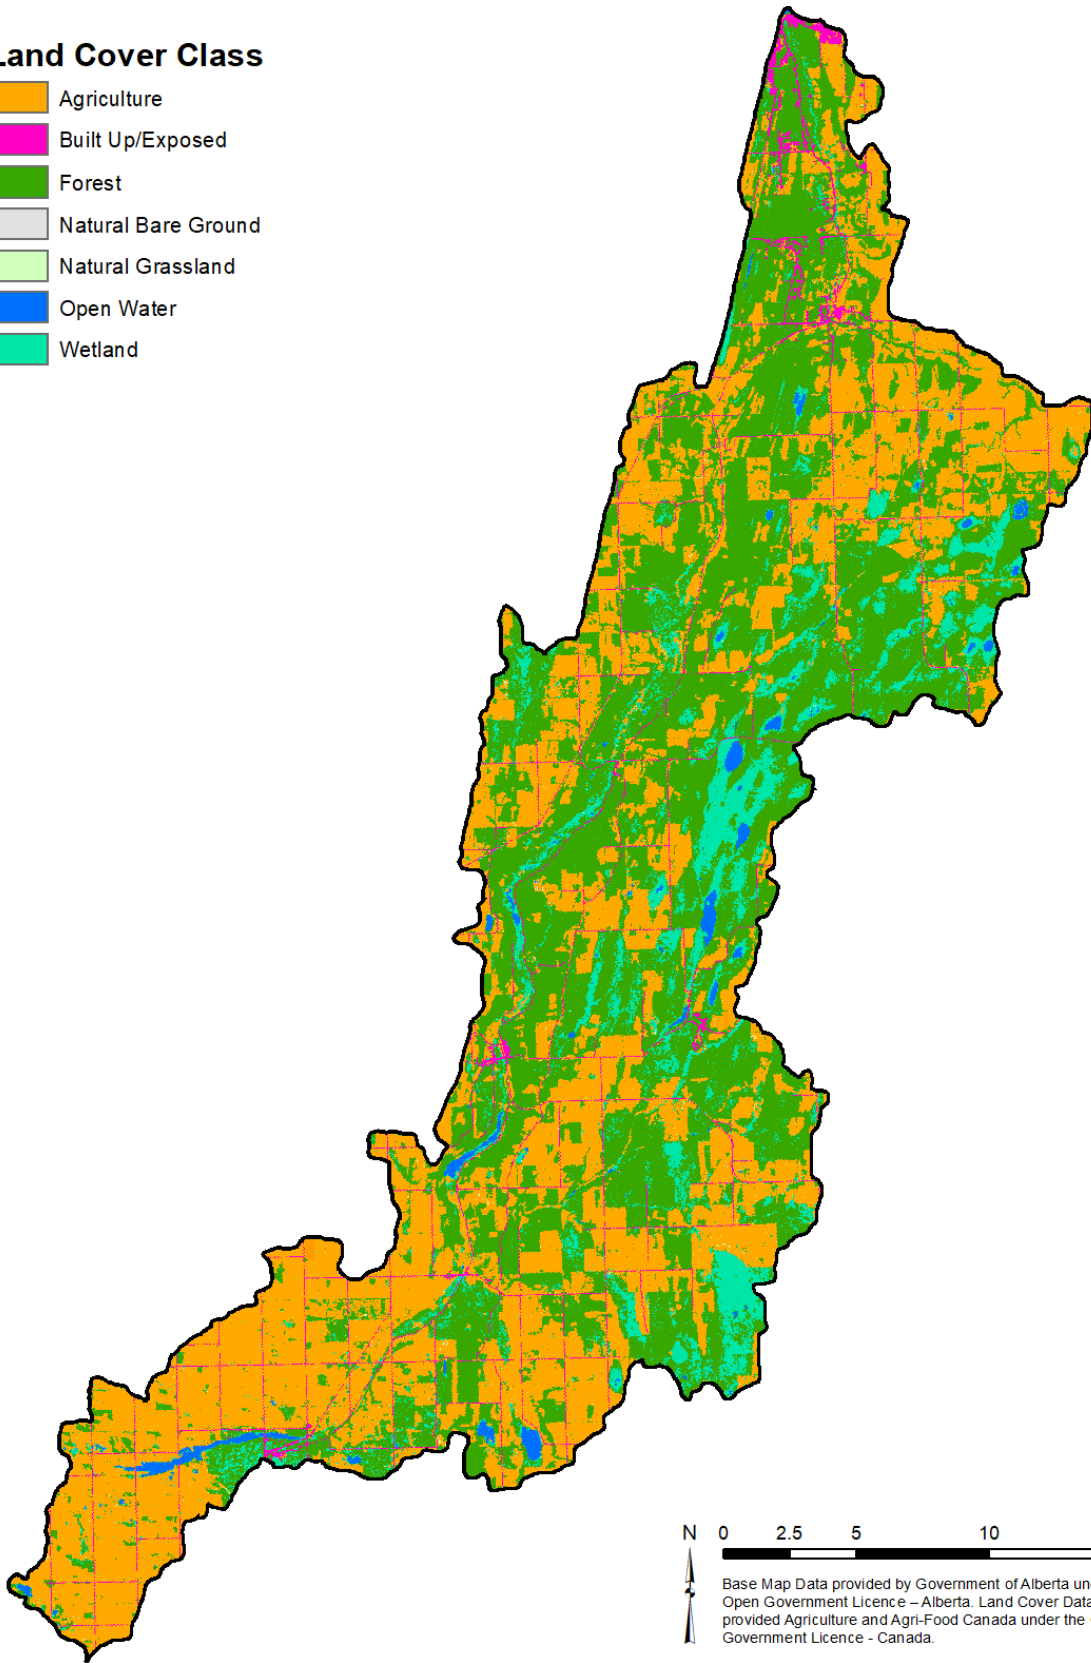 Land Cover Class
Agriculture
Built Up/Exposed
Forest
Natural Bare Ground
Natural Grassland
Open Water
Wetland
N 0 2.5 5 10
Base Map Data provided by Government of Alberta
Open Government Licence – Alberta. Land Cover Data
provided Agriculture and Agri-Food Canada under the
Government Licence - Canada.